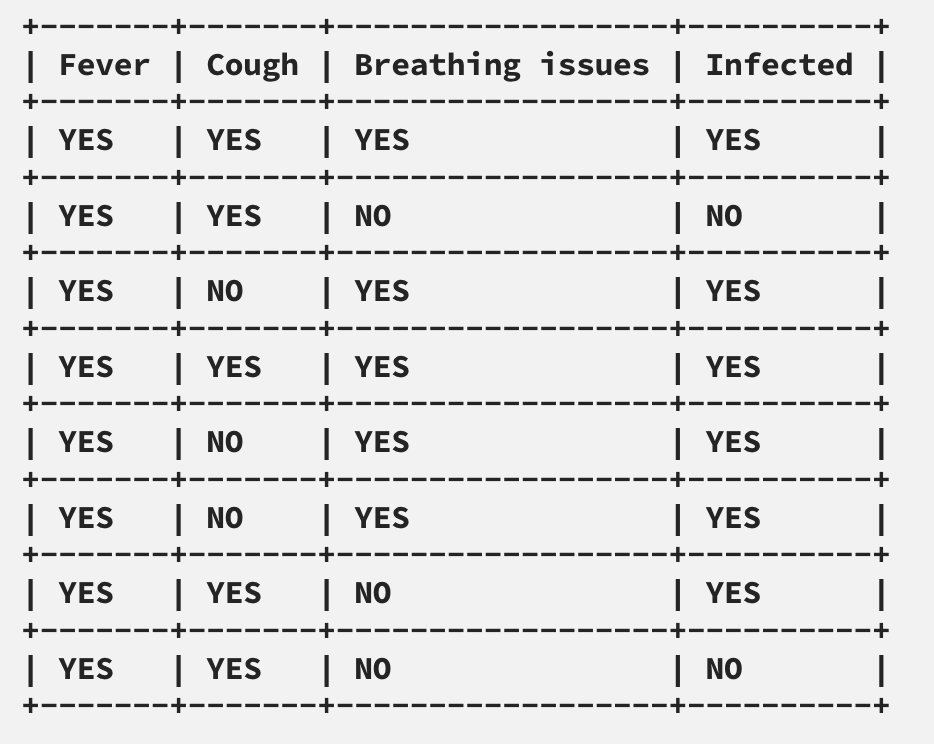 +-------+-------+------------------+----------+
| Fever | Cough | Breathing issues | Infected |
+-------+-------+------------------+----------+
| YES   | YES   | YES              | YES      |
+-------+-------+------------------+----------+
| YES   | YES   | NO               | NO       |
+-------+-------+------------------+----------+
| YES   | NO    | YES              | YES      |
+-------+-------+------------------+----------+
| YES   | YES   | YES              | YES      |
+-------+-------+------------------+----------+
| YES   | NO    | YES              | YES      |
+-------+-------+------------------+----------+
| YES   | NO    | YES              | YES      |
+-------+-------+------------------+----------+
| YES   | YES   | NO               | YES      |
+-------+-------+------------------+----------+
| YES   | YES   | NO               | NO       |
+-------+-------+------------------+----------+